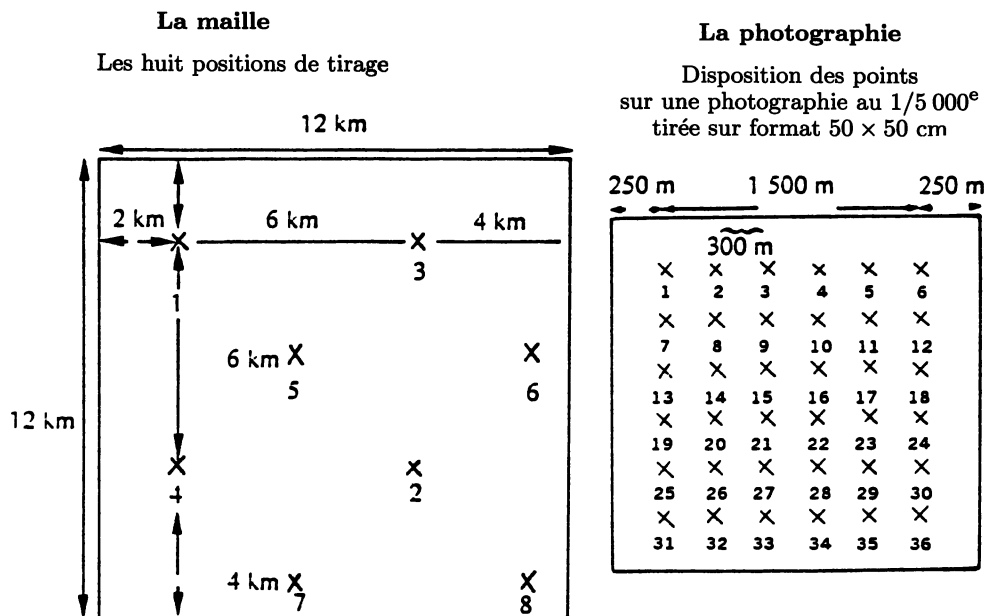 La maille
Les huit positions de tirage
12 km
2 km
6 km
4 km
1
3
6 km
5
6
12 km
4
2
4 km
7
8
La photographie
Disposition des points
sur une photographie au 1/5 000e
tirée sur format 50 × 50 cm
250 m
1 500 m
250 m
300 m
1 2 3 4 5 6
7 8 9 10 11 12
13 14 15 16 17 18
19 20 21 22 23 24
25 26 27 28 29 30
31 32 33 34 35 36